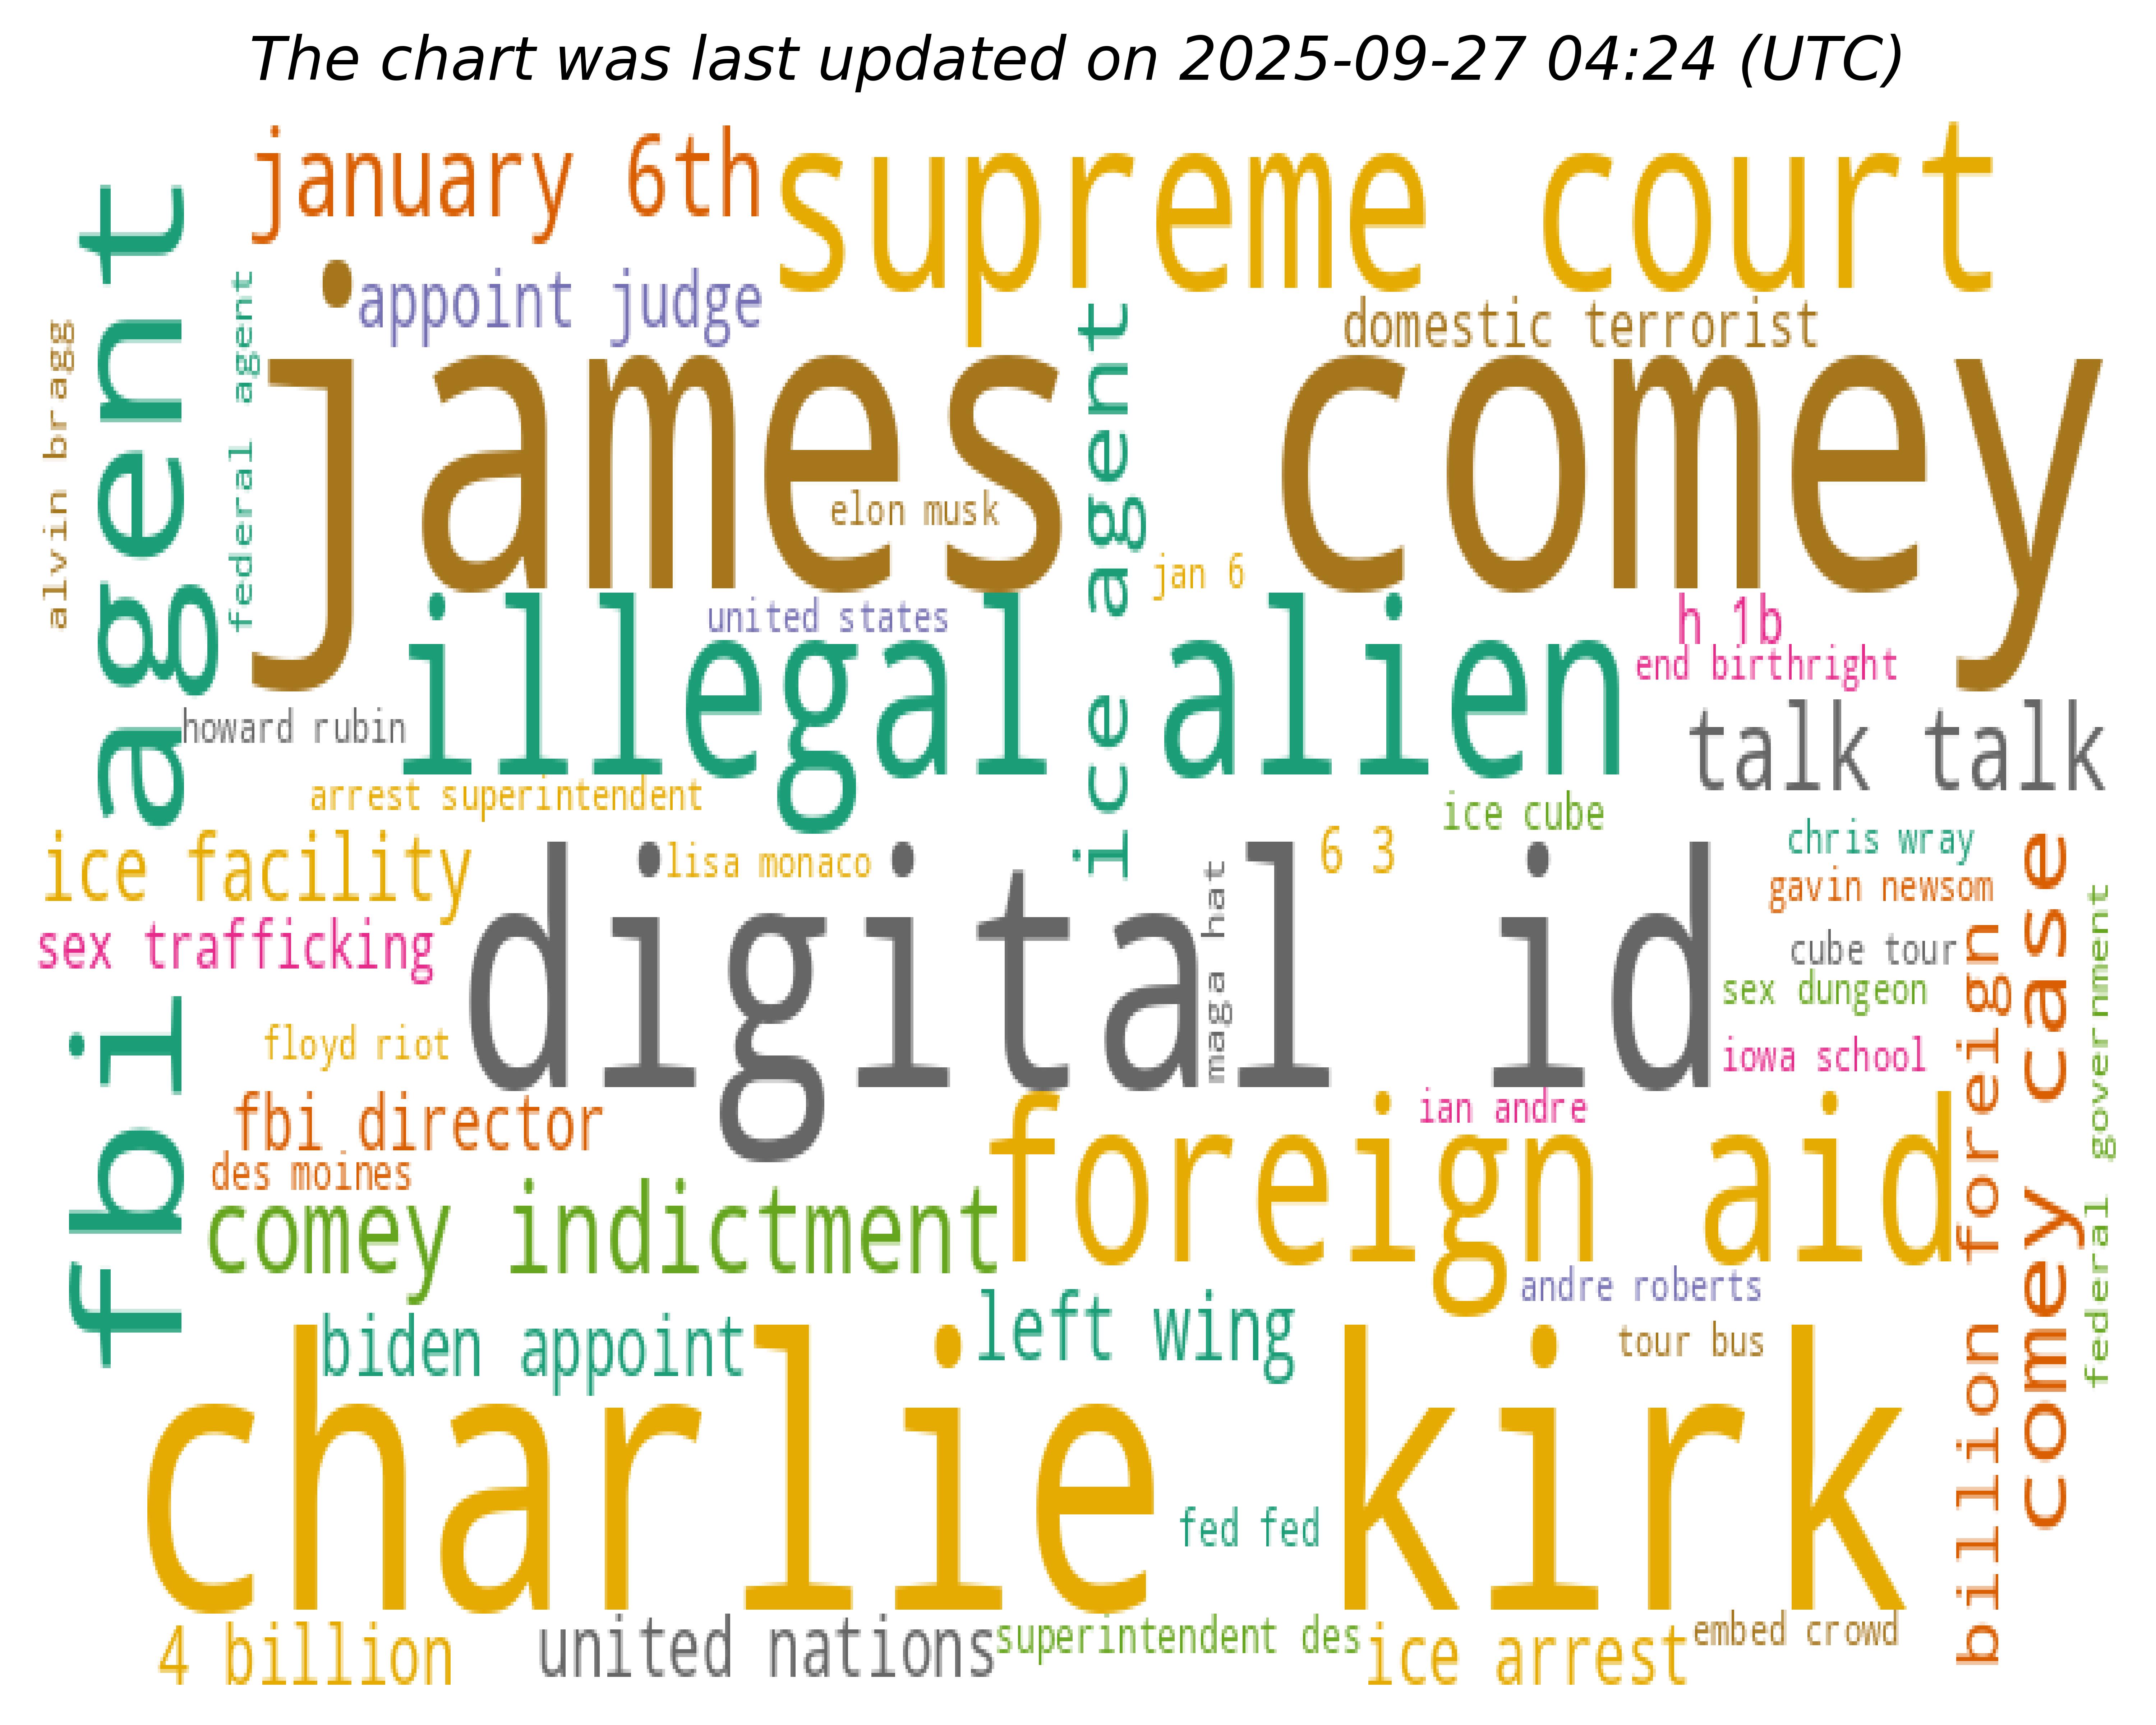 The chart was last updated on 2025-09-27 04:24 (UTC)
january 6th
supreme court
appoint judge
domestic terrorist
fbi agent
federal agent
alvin bragg
james comey
ice agent
elon musk
jan 6
united states
h 1b
illegal alien
end birthright
howard rubin
talk talk
arrest superintendent
ice cube
ice facility
lisa monaco
6 3
chris wray
gavin newsom
sex trafficking
digital id
maga hat
cube tour
sex dungeon
floyd riot
iowa school
fbi director
ian andre
des moines
foreign aid
comey indictment
andre roberts
biden appoint
left wing
tour bus
billion foreign
comey case
federal government
charlie kirk
fed fed
4 billion
united nations
superintendent des
ice arrest
embed crowd